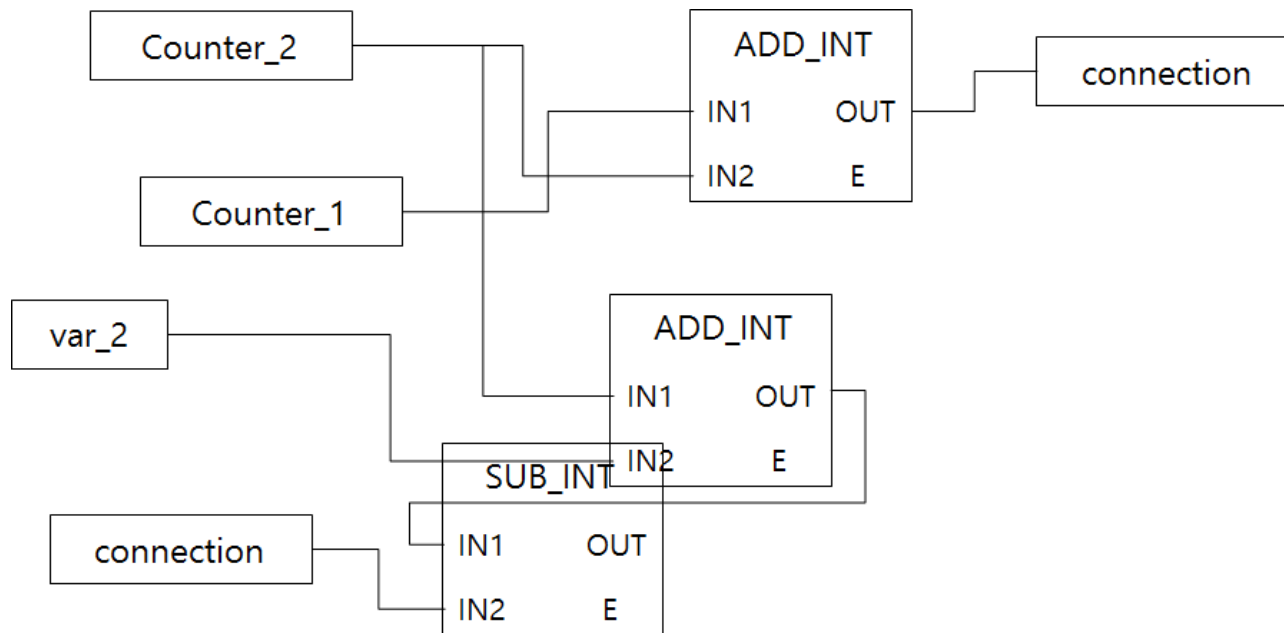 Counter_2
ADD_INT
connection
IN1 OUT
IN2 E
Counter_1
var_2
ADD_INT
IN1 OUT
IN2 E
SUB_INT
connection
IN1 OUT
IN2 E